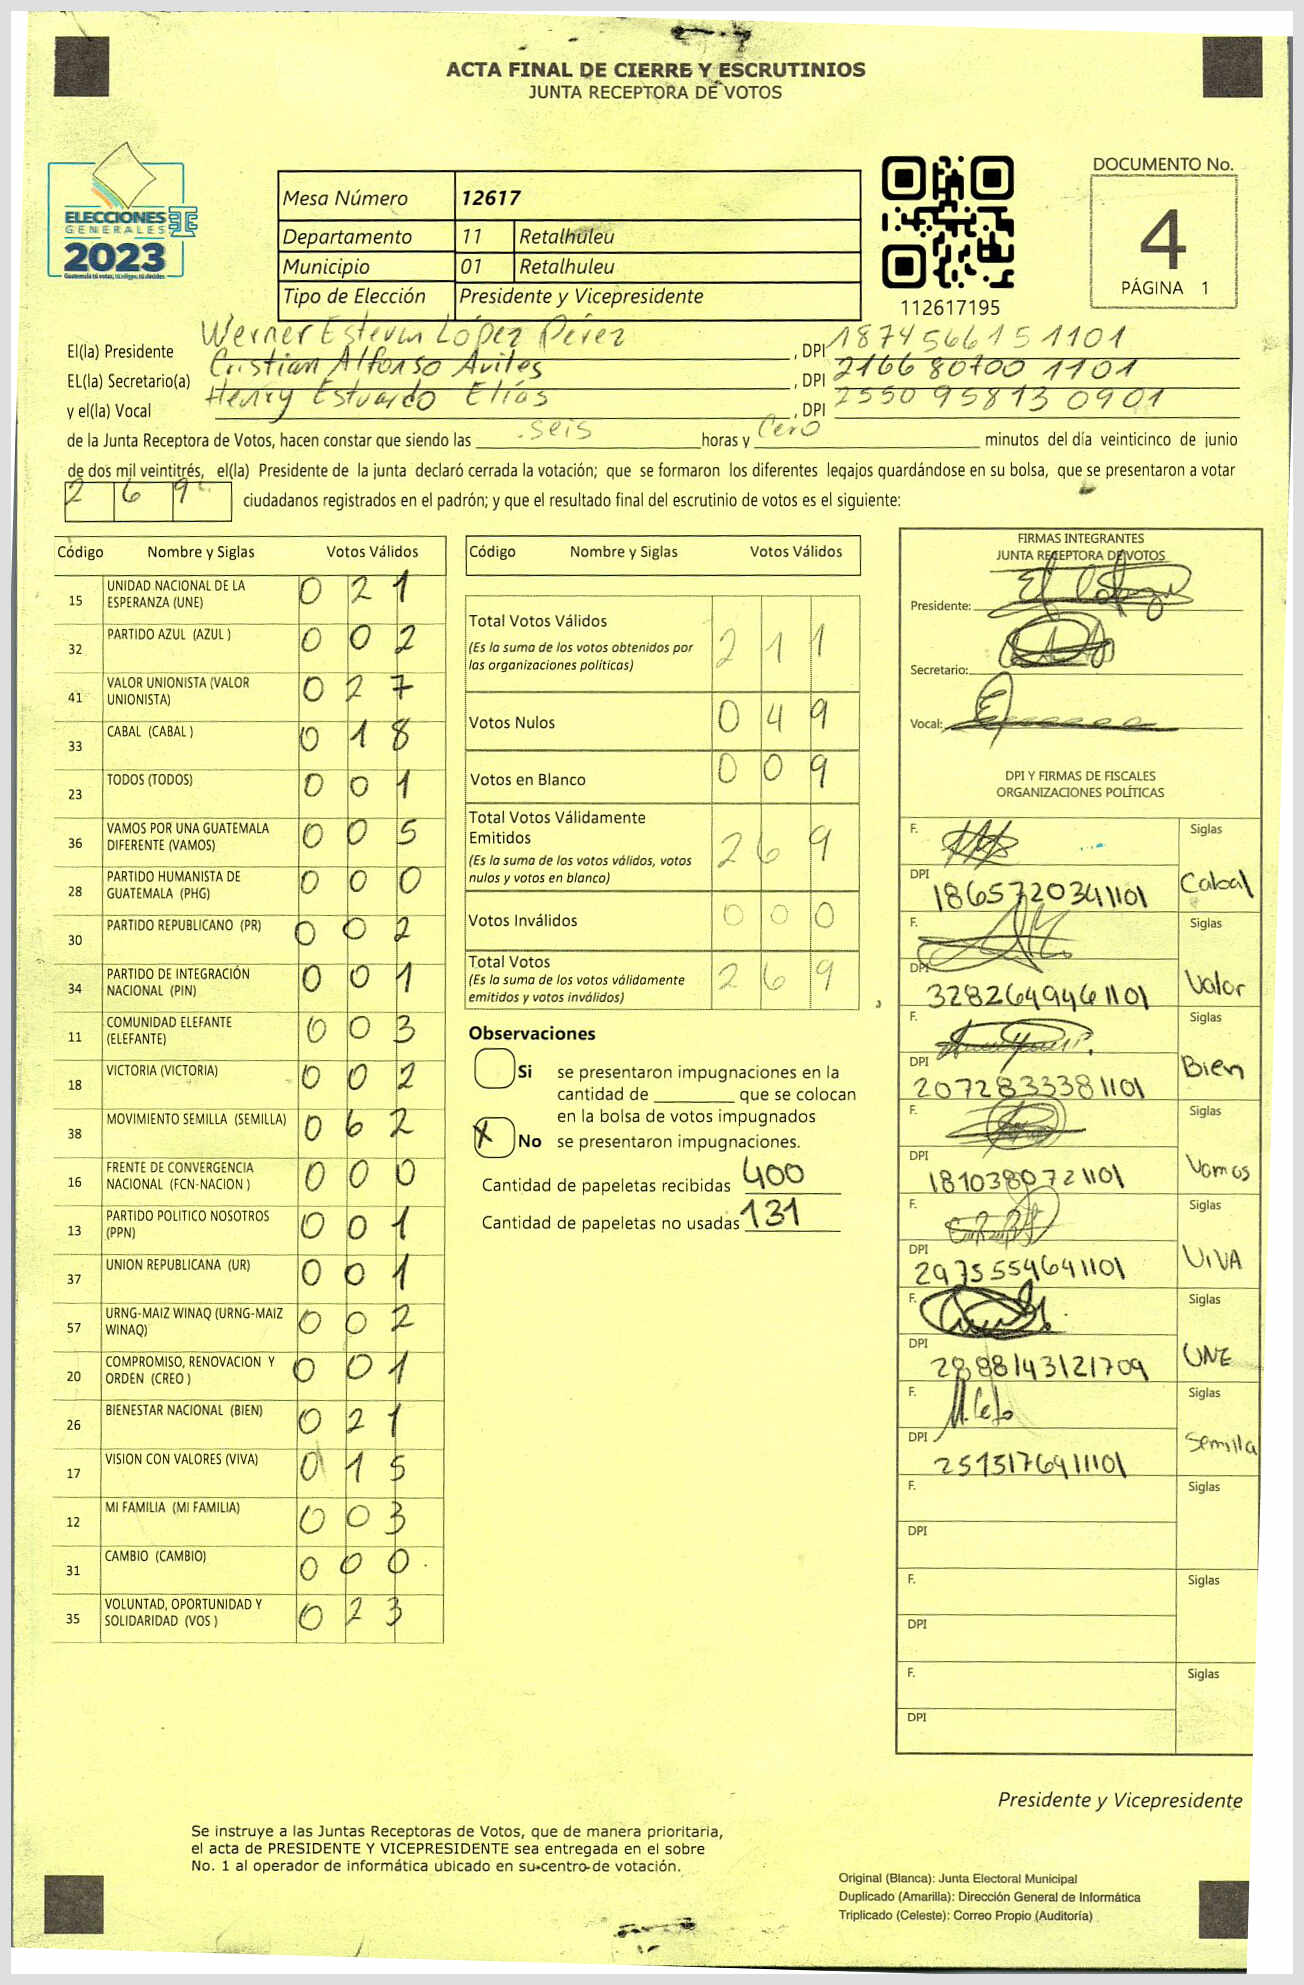 ACTA FINAL DE CIERRE Y ESCRUTINIOS
JUNTA RECEPTORA DE VOTOS
ELECCIONES
GENERALES
2023
Guatemala tú votas, tú eliges, tú decides
Mesa Número 12617
Departamento 11 Retalhuleu
Municipio 01 Retalhuleu
Tipo de Elección Presidente y Vicepresidente
112617195
DOCUMENTO No.
4
PÁGINA 1
El(la) Presidente Werner Estevan López Pérez, DPI 1874566151101
EL(la) Secretario(a) Cristian Alfonso Aviles, DPI 2166807001101
y el(la) Vocal Henry Estuardo Elías, DPI 2550958130901
de la Junta Receptora de Votos, hacen constar que siendo las seis horas y cero minutos del día veinticinco de junio
de dos mil veintitrés, el(la) Presidente de la junta declaró cerrada la votación; que se formaron los diferentes legajos guardándose en su bolsa, que se presentaron a votar
2 6 9 ciudadanos registrados en el padrón; y que el resultado final del escrutinio de votos es el siguiente:
Código Nombre y Siglas Votos Válidos
15 UNIDAD NACIONAL DE LA
ESPERANZA (UNE) 0 2 1
32 PARTIDO AZUL (AZUL ) 0 0 2
41 VALOR UNIONISTA (VALOR
UNIONISTA) 0 2 7
33 CABAL (CABAL ) 0 1 8
23 TODOS (TODOS) 0 0 1
36 VAMOS POR UNA GUATEMALA
DIFERENTE (VAMOS) 0 0 5
28 PARTIDO HUMANISTA DE
GUATEMALA (PHG) 0 0 0
30 PARTIDO REPUBLICANO (PR) 0 0 2
34 PARTIDO DE INTEGRACIÓN
NACIONAL (PIN) 0 0 1
11 COMUNIDAD ELEFANTE
(ELEFANTE) 0 0 3
18 VICTORIA (VICTORIA) 0 0 2
38 MOVIMIENTO SEMILLA (SEMILLA) 0 6 2
16 FRENTE DE CONVERGENCIA
NACIONAL (FCN-NACION ) 0 0 0
13 PARTIDO POLITICO NOSOTROS
(PPN) 0 0 1
37 UNION REPUBLICANA (UR) 0 0 1
57 URNG-MAIZ WINAQ (URNG-MAIZ
WINAQ) 0 0 2
20 COMPROMISO, RENOVACION Y
ORDEN (CREO ) 0 0 1
26 BIENESTAR NACIONAL (BIEN) 0 2 1
17 VISION CON VALORES (VIVA) 0 1 5
12 MI FAMILIA (MI FAMILIA) 0 0 3
31 CAMBIO (CAMBIO) 0 0 0
35 VOLUNTAD, OPORTUNIDAD Y
SOLIDARIDAD (VOS ) 0 2 3
Código Nombre y Siglas Votos Válidos
Total Votos Válidos 2 1 1
(Es la suma de los votos obtenidos por
las organizaciones políticas)
Votos Nulos 0 4 9
Votos en Blanco 0 0 9
Total Votos Válidamente
Emitidos 2 6 9
(Es la suma de los votos válidos, votos
nulos y votos en blanco)
Votos Inválidos 0 0 0
Total Votos 2 6 9
(Es la suma de los votos válidamente
emitidos y votos inválidos)
Observaciones
Si se presentaron impugnaciones en la
cantidad de ________ que se colocan
en la bolsa de votos impugnados
X No se presentaron impugnaciones.
Cantidad de papeletas recibidas 400
Cantidad de papeletas no usadas 131
FIRMAS INTEGRANTES
JUNTA RECEPTORA DE VOTOS
Presidente:
Secretario:
Vocal:
DPI Y FIRMAS DE FISCALES
ORGANIZACIONES POLÍTICAS
F. Siglas
DPI 1865720341101 Cabal
F. Siglas
DPI 3282649461101 Valor
F. Siglas
DPI 2072833381101 Bien
F. Siglas
DPI 1810380721101 Vamos
F. Siglas
DPI 2975554641101 ViVA
F. Siglas
DPI 2888143121709 UNE
F. Siglas
DPI 2515176911101 Semilla
F. Siglas
DPI
F. Siglas
DPI
F. Siglas
DPI
Presidente y Vicepresidente
Se instruye a las Juntas Receptoras de Votos, que de manera prioritaria,
el acta de PRESIDENTE Y VICEPRESIDENTE sea entregada en el sobre
No. 1 al operador de informática ubicado en su centro de votación.
Original (Blanca): Junta Electoral Municipal
Duplicado (Amarilla): Dirección General de Informática
Triplicado (Celeste): Correo Propio (Auditoría)